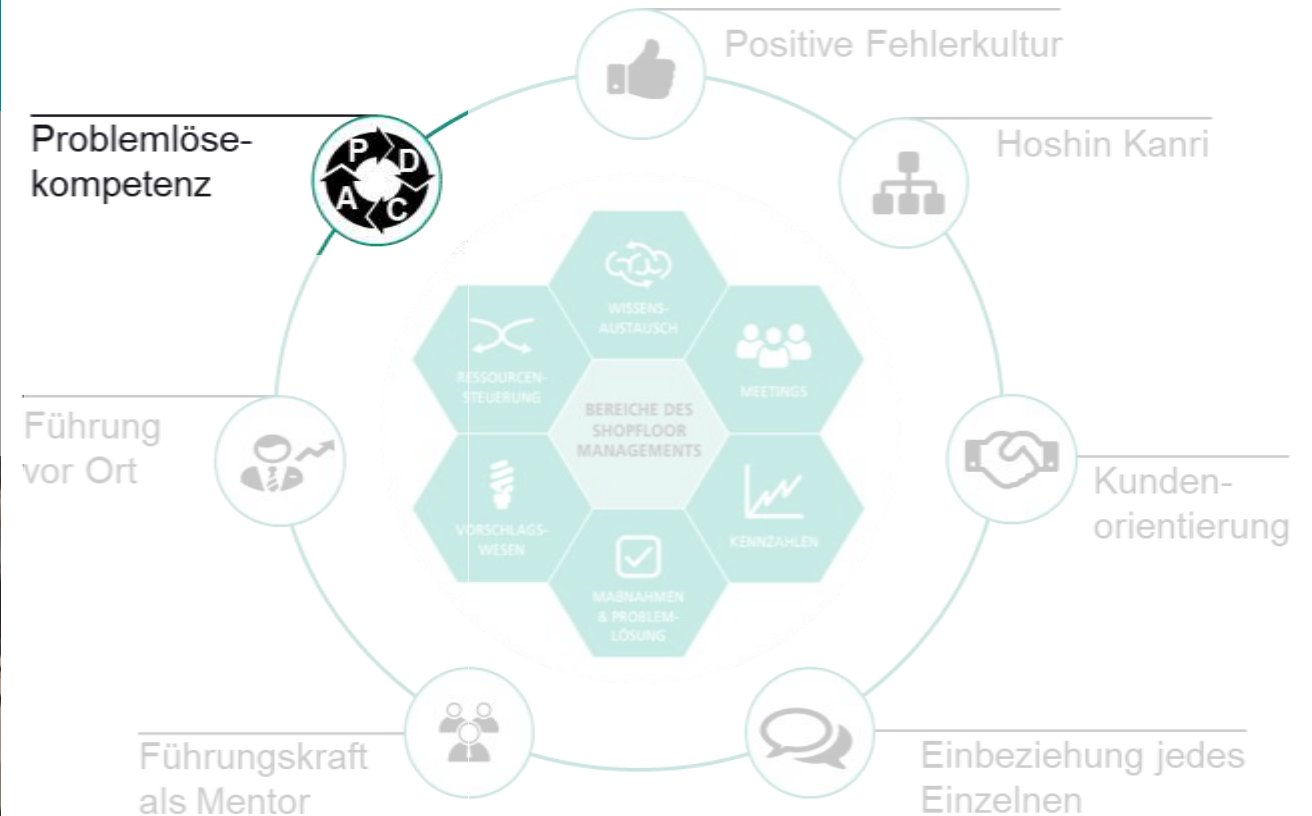 Positive Fehlerkultur
Problemlöse-
kompetenz
P
D
A
C
Hoshin Kanri
WISSENS-
AUSTAUSCH
RESSOURCEN-
STEUERUNG
MEETINGS
BEREICHE DES
SHOPFLOOR
MANAGEMENTS
Führung
vor Ort
Kunden-
orientierung
VORSCHLAGS-
WESEN
KENNZAHLEN
MAßNAHMEN
& PROBLEM-
LÖSUNG
Führungskraft
als Mentor
Einbeziehung jedes
Einzelnen